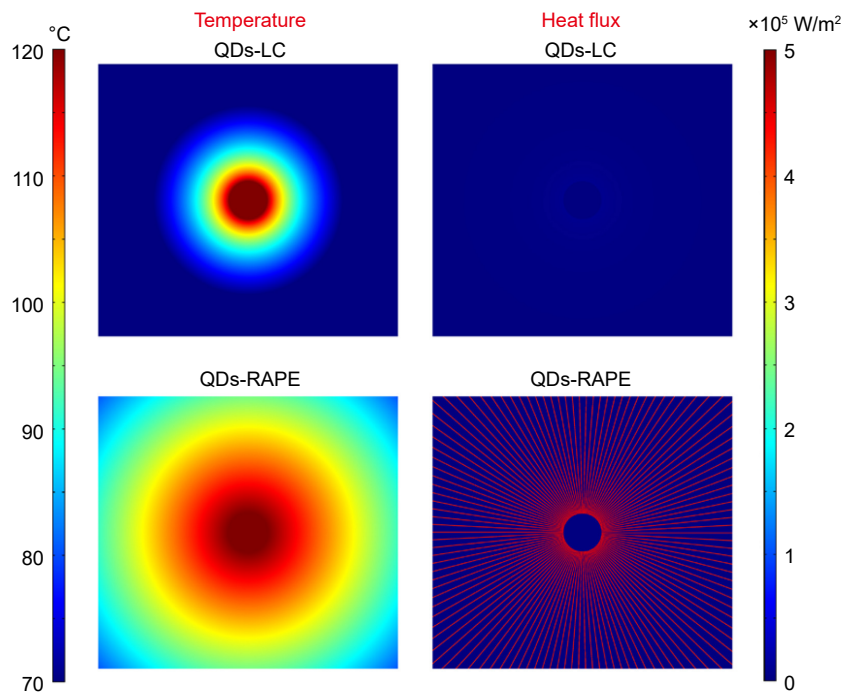 Temperature
Heat flux
°C
×10⁵ W/m²
QDs-LC
QDs-LC
120
110
100
90
80
70
5
4
3
2
1
0
QDs-RAPE
QDs-RAPE